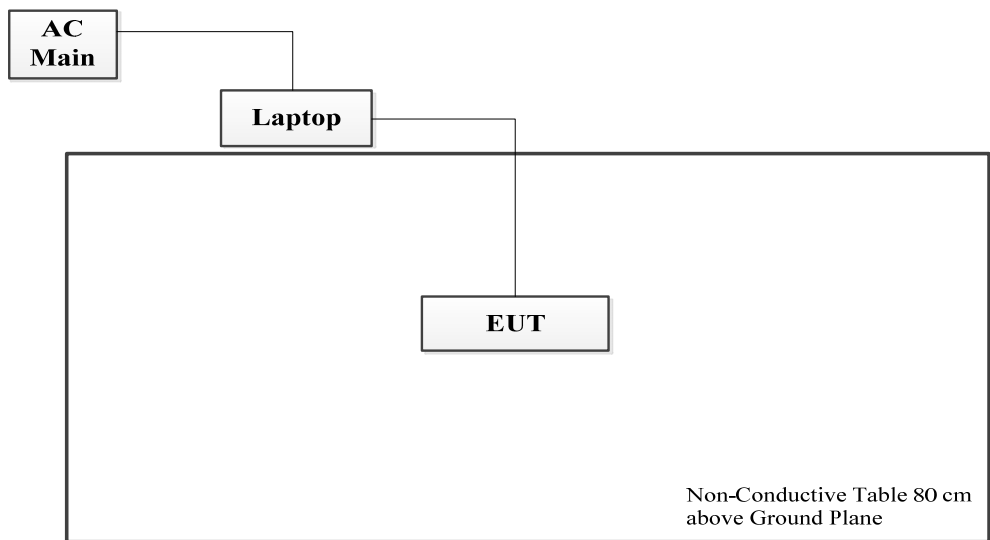 AC
Main
Laptop
EUT
Non-Conductive Table 80 cm
above Ground Plane